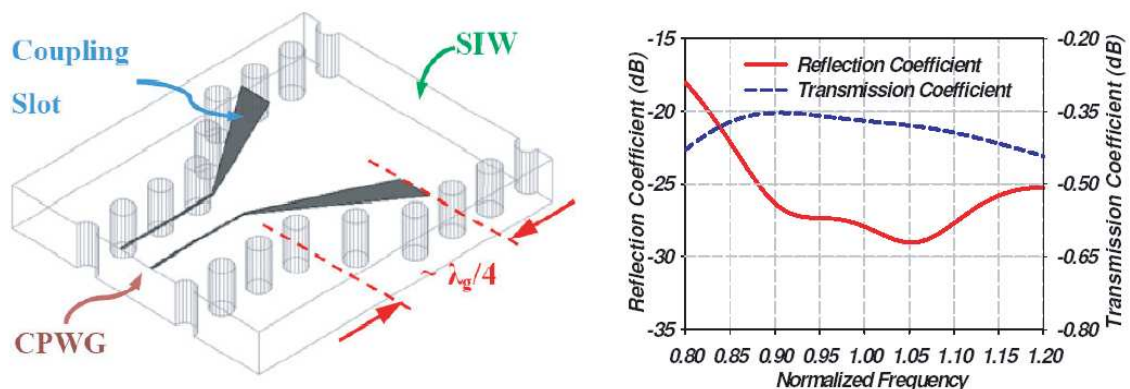 Coupling
Slot
SIW
CPWG
~ λg/4
Reflection Coefficient
Transmission Coefficient
Reflection Coefficient (dB)
-15
-20
-25
-30
-35
Transmission Coefficient (dB)
-0.20
-0.35
-0.50
-0.65
-0.80
0.80 0.85 0.90 0.95 1.00 1.05 1.10 1.15 1.20
Normalized Frequency